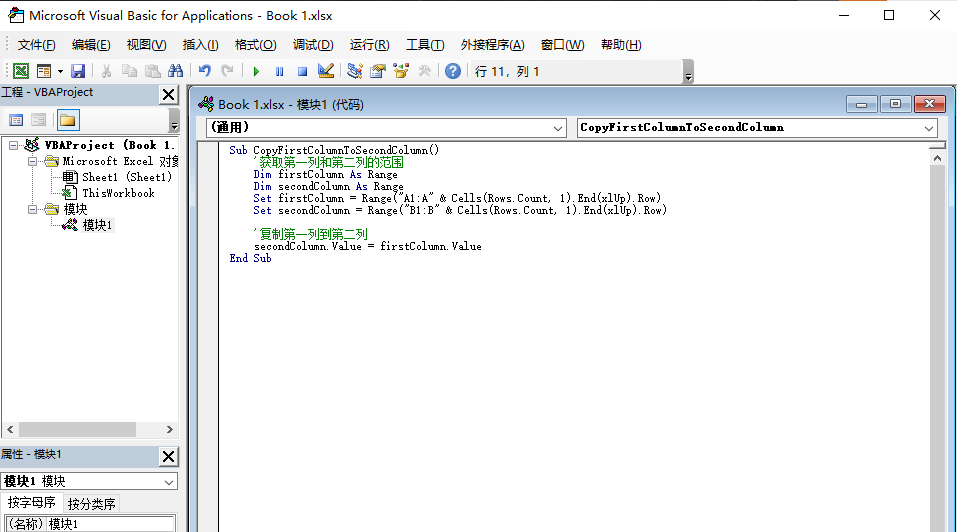 Microsoft Visual Basic for Applications - Book 1.xlsx
文件(F) 编辑(E) 视图(V) 插入(I) 格式(O) 调试(D) 运行(R) 工具(T) 外接程序(A) 窗口(W) 帮助(H)
行 11，列 1
工程 - VBAProject
VBAProject (Book 1.
Microsoft Excel 对象
Sheet1 (Sheet1)
ThisWorkbook
模块
模块1
属性 - 模块1
模块1 模块
按字母序 按分类序
(名称) 模块1
Book 1.xlsx - 模块1 (代码)
(通用) CopyFirstColumnToSecondColumn
Sub CopyFirstColumnToSecondColumn()
'获取第一列和第二列的范围
Dim firstColumn As Range
Dim secondColumn As Range
Set firstColumn = Range("A1:A" & Cells(Rows.Count, 1).End(xlUp).Row)
Set secondColumn = Range("B1:B" & Cells(Rows.Count, 1).End(xlUp).Row)
'复制第一列到第二列
secondColumn.Value = firstColumn.Value
End Sub